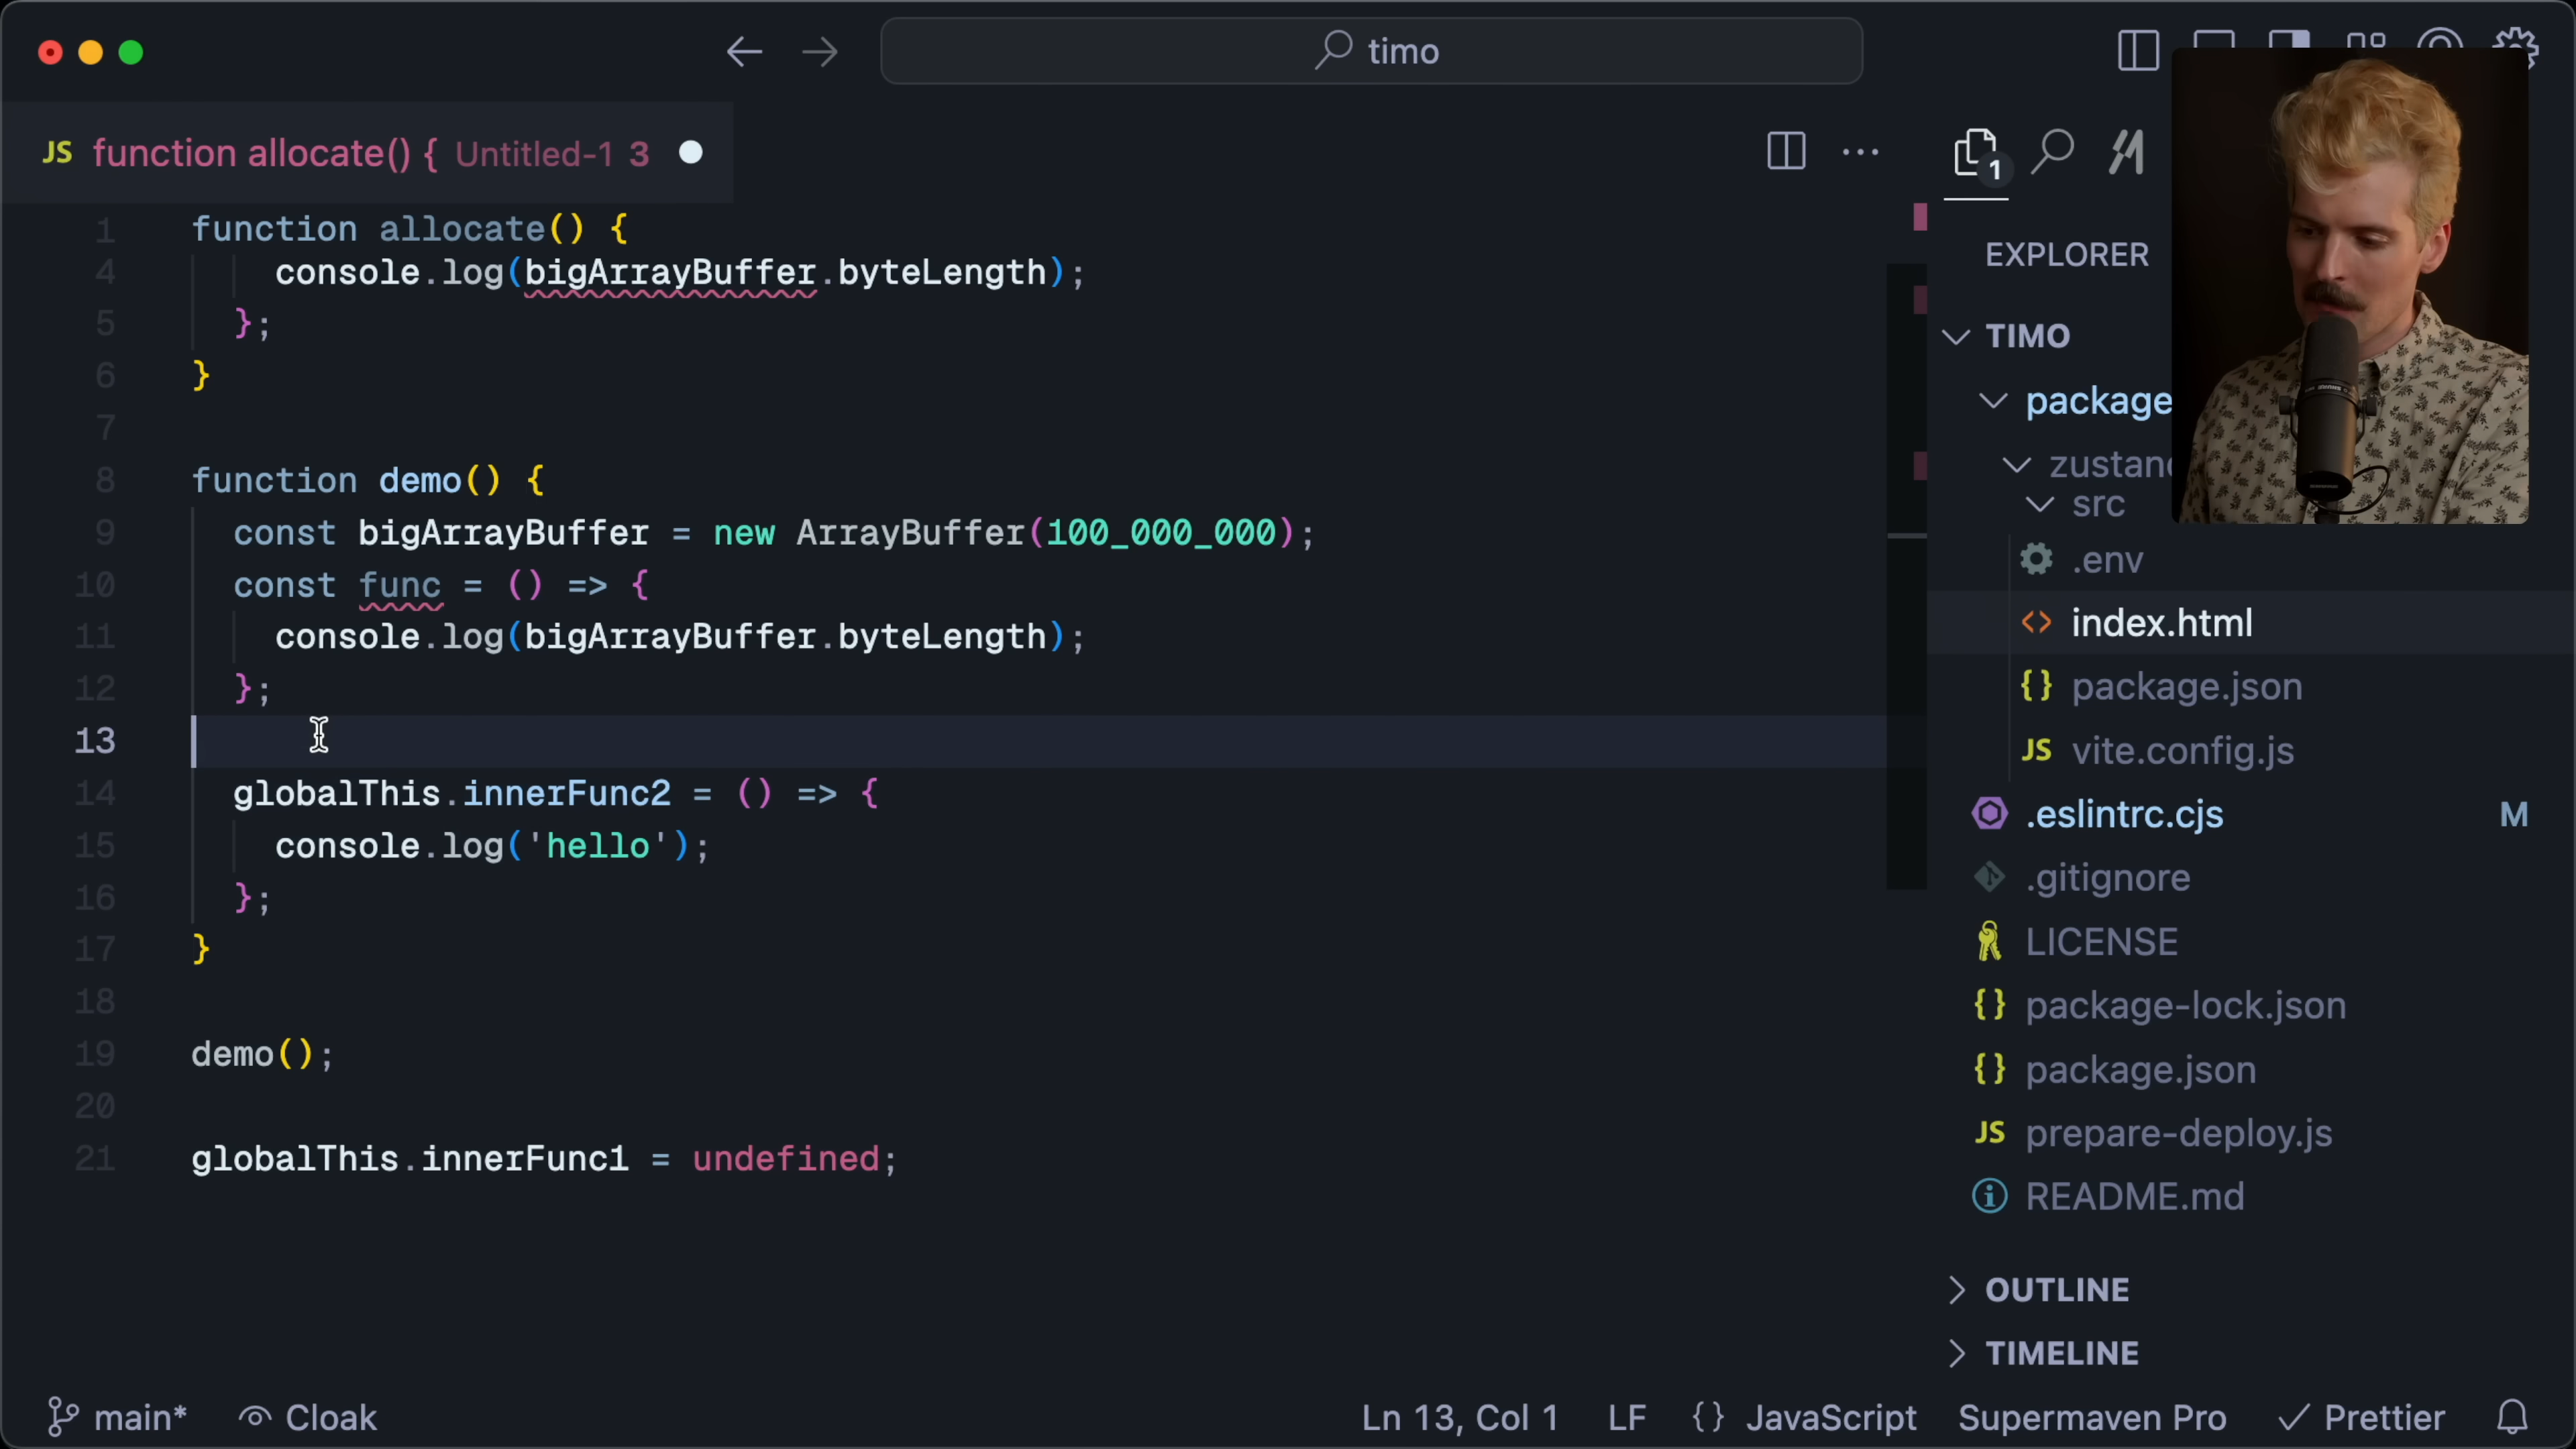 timo
JS function allocate() { Untitled-1 3
1 function allocate() {
4 console.log(bigArrayBuffer.byteLength);
5 };
6 }
7
8 function demo() {
9 const bigArrayBuffer = new ArrayBuffer(100_000_000);
10 const func = () => {
11 console.log(bigArrayBuffer.byteLength);
12 };
13
14 globalThis.innerFunc2 = () => {
15 console.log('hello');
16 };
17 }
18
19 demo();
20
21 globalThis.innerFunc1 = undefined;
1
EXPLORER
TIMO
package
zustand
src
.env
<> index.html
{} package.json
JS vite.config.js
.eslintrc.cjs M
.gitignore
LICENSE
{} package-lock.json
{} package.json
JS prepare-deploy.js
README.md
OUTLINE
TIMELINE
main* Cloak Ln 13, Col 1 LF {} JavaScript Supermaven Pro Prettier